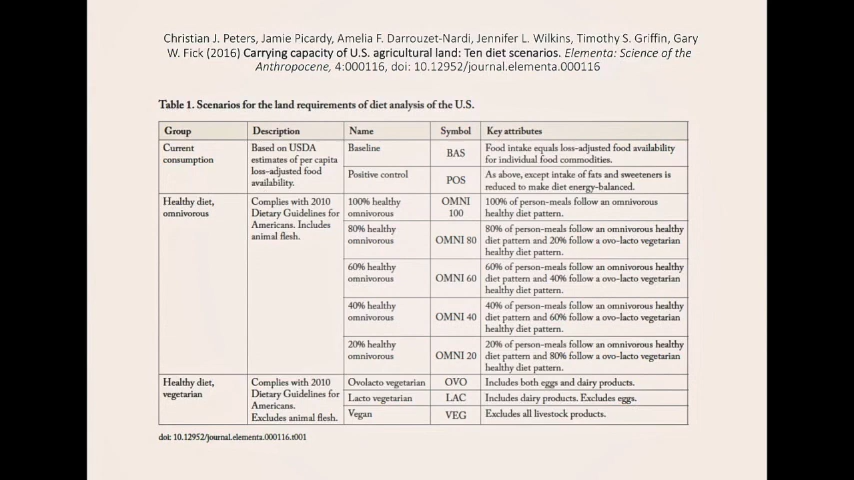 Christian J. Peters, Jamie Picardy, Amelia F. Darrouzet-Nardi, Jennifer L. Wilkins, Timothy S. Griffin, Gary
W. Fick (2016) Carrying capacity of U.S. agricultural land: Ten diet scenarios. Elementa: Science of the
Anthropocene, 4:000116, doi: 10.12952/journal.elementa.000116
Table 1. Scenarios for the land requirements of diet analysis of the U.S.
Group Description Name Symbol Key attributes
Current
consumption
Based on USDA
estimates of per capita
loss-adjusted food
availability.
Baseline
BAS
Food intake equals loss-adjusted food availability
for individual food commodities.
Positive control
POS
As above, except intake of fats and sweeteners is
reduced to make diet energy-balanced.
Healthy diet,
omnivorous
Complies with 2010
Dietary Guidelines for
Americans. Includes
animal flesh.
100% healthy
omnivorous
OMNI
100
100% of person-meals follow an omnivorous
healthy diet pattern.
80% healthy
omnivorous
OMNI 80
80% of person-meals follow an omnivorous healthy
diet pattern and 20% follow a ovo-lacto vegetarian
healthy diet pattern.
60% healthy
omnivorous
OMNI 60
60% of person-meals follow an omnivorous healthy
diet pattern and 40% follow a ovo-lacto vegetarian
healthy diet pattern.
40% healthy
omnivorous
OMNI 40
40% of person-meals follow an omnivorous healthy
diet pattern and 60% follow a ovo-lacto vegetarian
healthy diet pattern.
20% healthy
omnivorous
OMNI 20
20% of person-meals follow an omnivorous healthy
diet pattern and 80% follow a ovo-lacto vegetarian
healthy diet pattern.
Healthy diet,
vegetarian
Complies with 2010
Dietary Guidelines for
Americans.
Excludes animal flesh.
Ovolacto vegetarian OVO Includes both eggs and dairy products.
Lacto vegetarian LAC Includes dairy products. Excludes eggs.
Vegan VEG Excludes all livestock products.
doi: 10.12952/journal.elementa.000116.t001